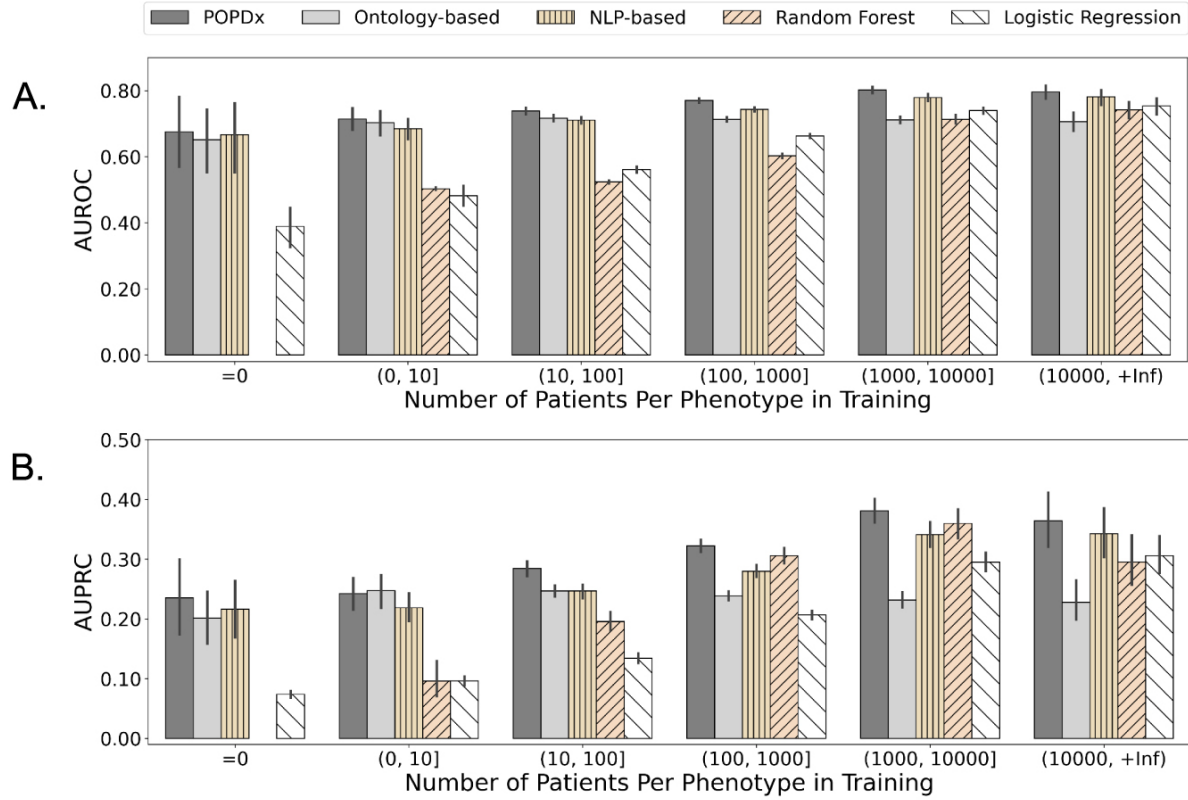 POPDx Ontology-based NLP-based Random Forest Logistic Regression
A.
AUROC
0.80
0.60
0.40
0.20
0.00
=0 (0, 10] (10, 100] (100, 1000] (1000, 10000] (10000, +Inf)
Number of Patients Per Phenotype in Training
B.
AUPRC
0.50
0.40
0.30
0.20
0.10
0.00
=0 (0, 10] (10, 100] (100, 1000] (1000, 10000] (10000, +Inf)
Number of Patients Per Phenotype in Training